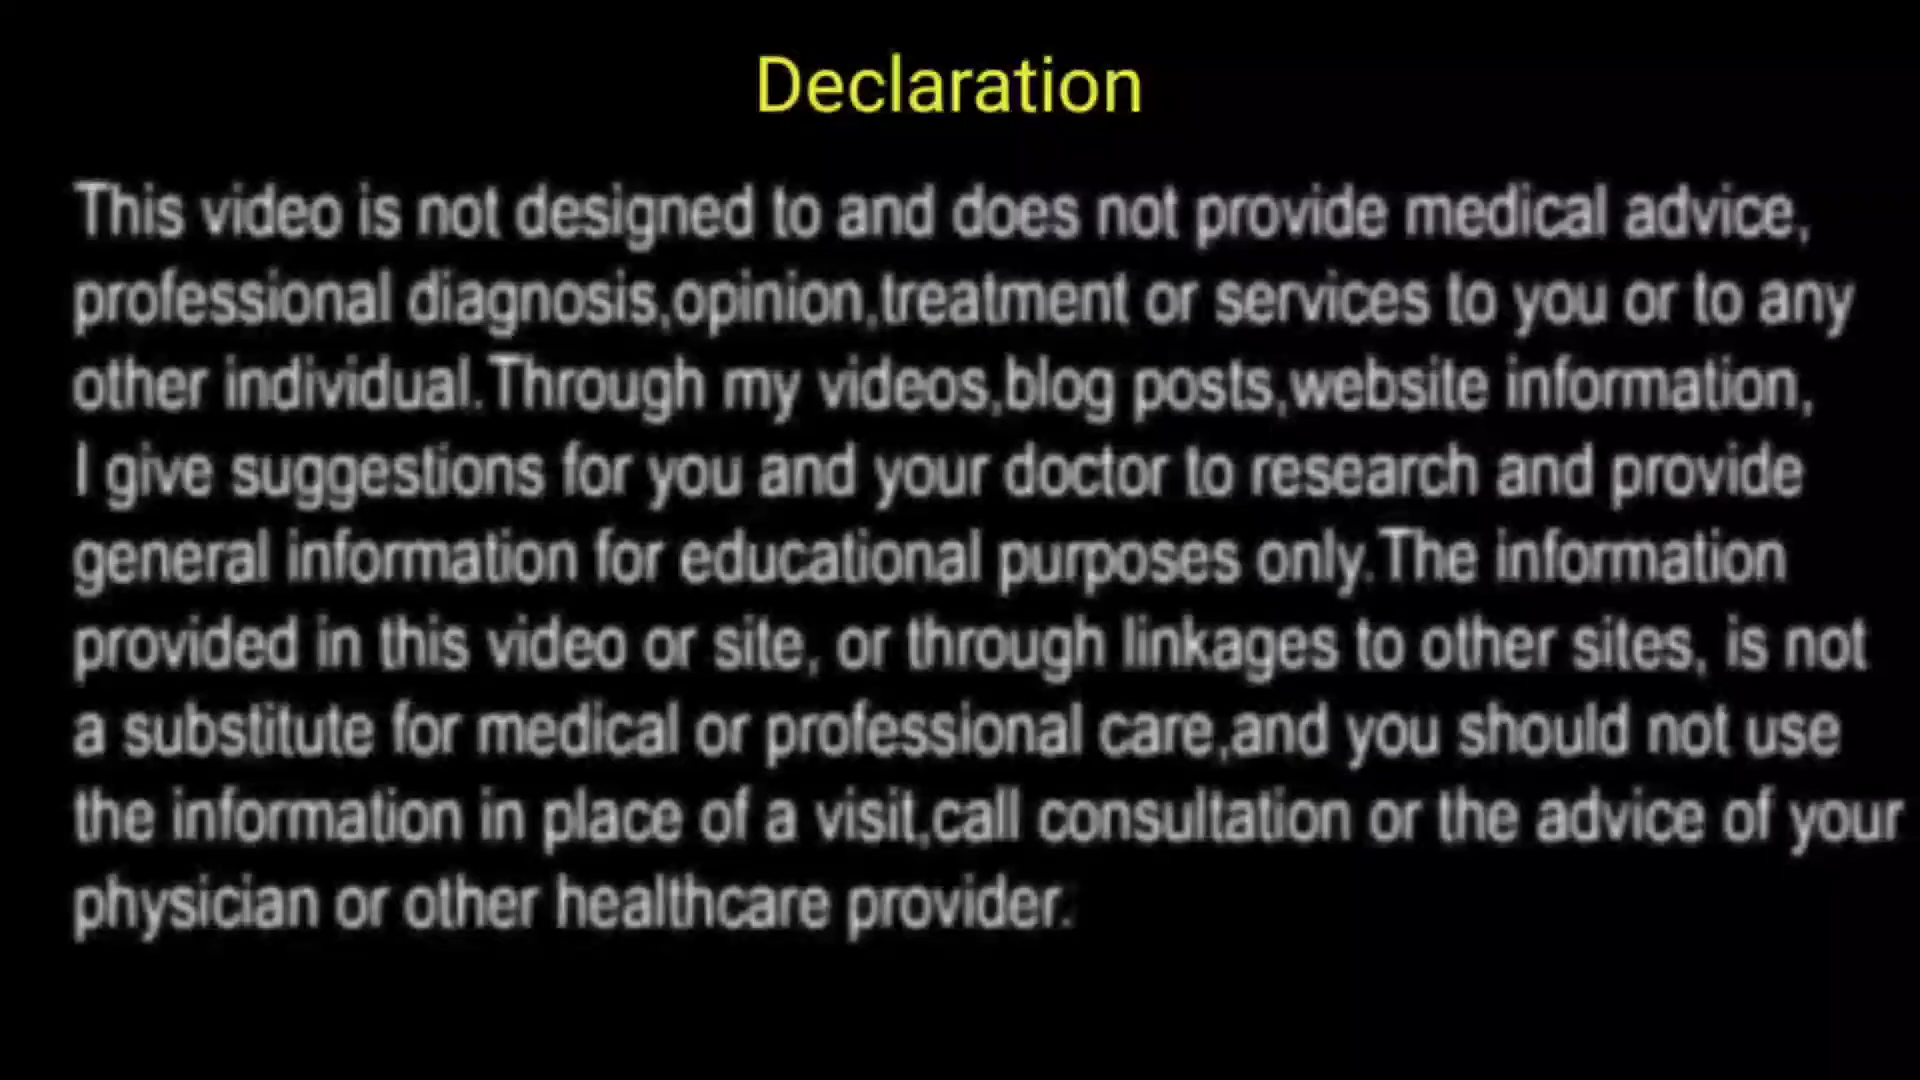 Declaration
This video is not designed to and does not provide medical advice,
professional diagnosis,opinion,treatment or services to you or to any
other individual.Through my videos,blog posts,website information,
I give suggestions for you and your doctor to research and provide
general information for educational purposes only.The information
provided in this video or site, or through linkages to other sites, is not
a substitute for medical or professional care,and you should not use
the information in place of a visit,call consultation or the advice of your
physician or other healthcare provider.